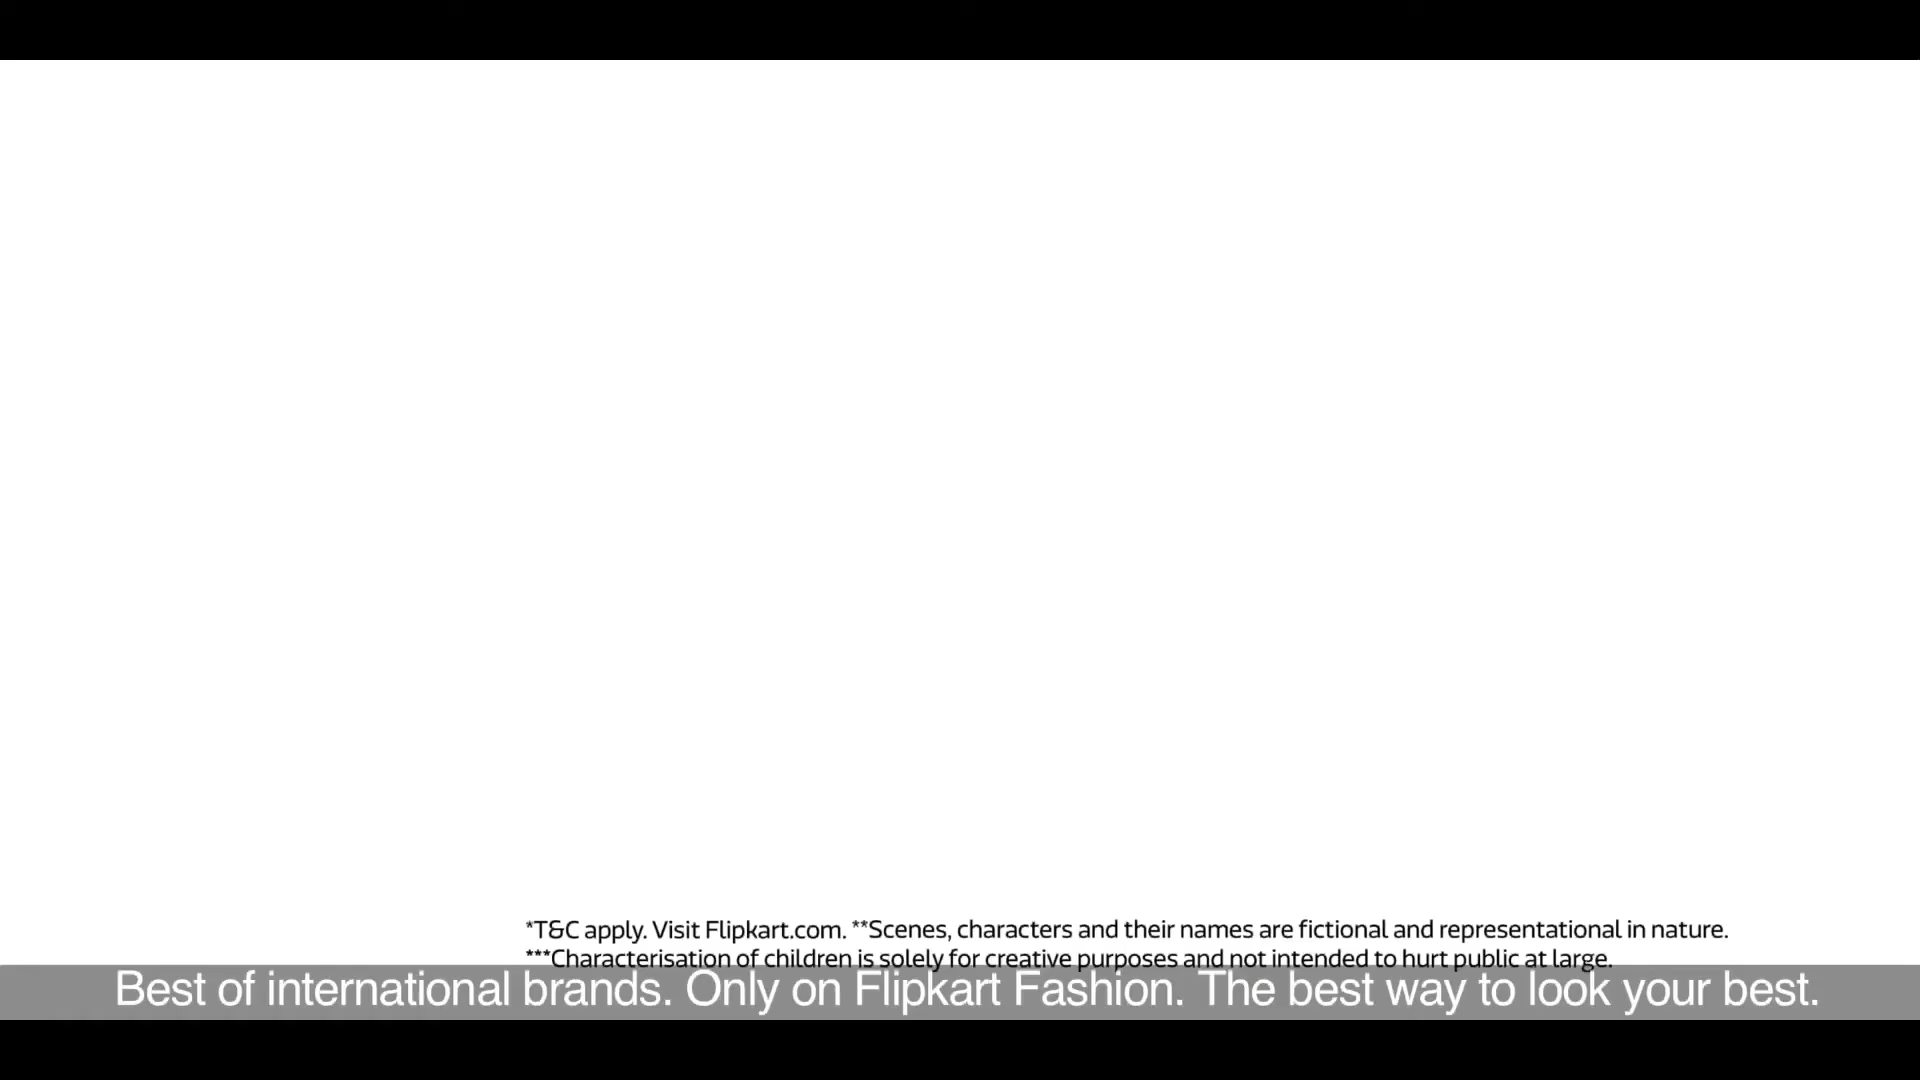 *T&C apply. Visit Flipkart.com. **Scenes, characters and their names are fictional and representational in nature.
***Characterisation of children is solely for creative purposes and not intended to hurt public at large.
Best of international brands. Only on Flipkart Fashion. The best way to look your best.